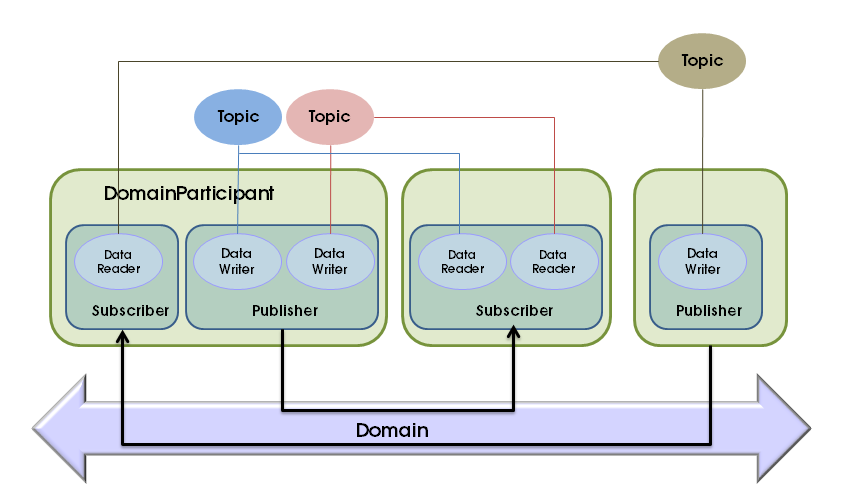 Topic
Topic
Topic
DomainParticipant
Data
Reader
Data
Writer
Data
Writer
Data
Reader
Data
Reader
Data
Writer
Subscriber
Publisher
Subscriber
Publisher
Domain